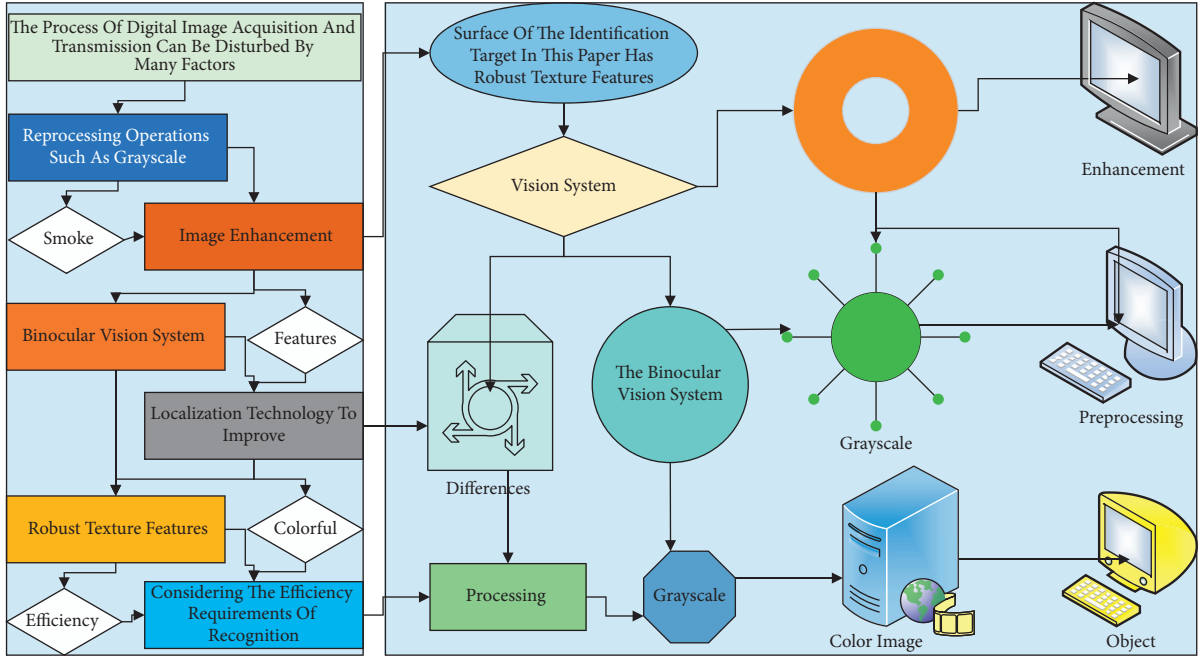 The Process Of Digital Image Acquisition And
Transmission Can Be Disturbed By
Many Factors
Reprocessing Operations
Such As Grayscale
Smoke
Image Enhancement
Binocular Vision System
Features
Localization Technology To
Improve
Robust Texture Features
Colorful
Efficiency
Considering The Efficiency
Requirements Of
Recognition
Surface Of The Identification
Target In This Paper Has
Robust Texture Features
Vision System
Enhancement
Differences
The Binocular
Vision System
Grayscale
Preprocessing
Processing
Grayscale
Color Image
Object